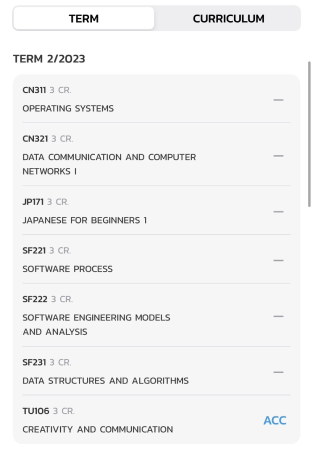 TERM
CURRICULUM
TERM 2/2023
CN311 3 CR.
OPERATING SYSTEMS
—
CN321 3 CR.
DATA COMMUNICATION AND COMPUTER
NETWORKS I
—
JP171 3 CR.
JAPANESE FOR BEGINNERS 1
—
SF221 3 CR.
SOFTWARE PROCESS
—
SF222 3 CR.
SOFTWARE ENGINEERING MODELS
AND ANALYSIS
—
SF231 3 CR.
DATA STRUCTURES AND ALGORITHMS
—
TU106 3 CR.
CREATIVITY AND COMMUNICATION
ACC